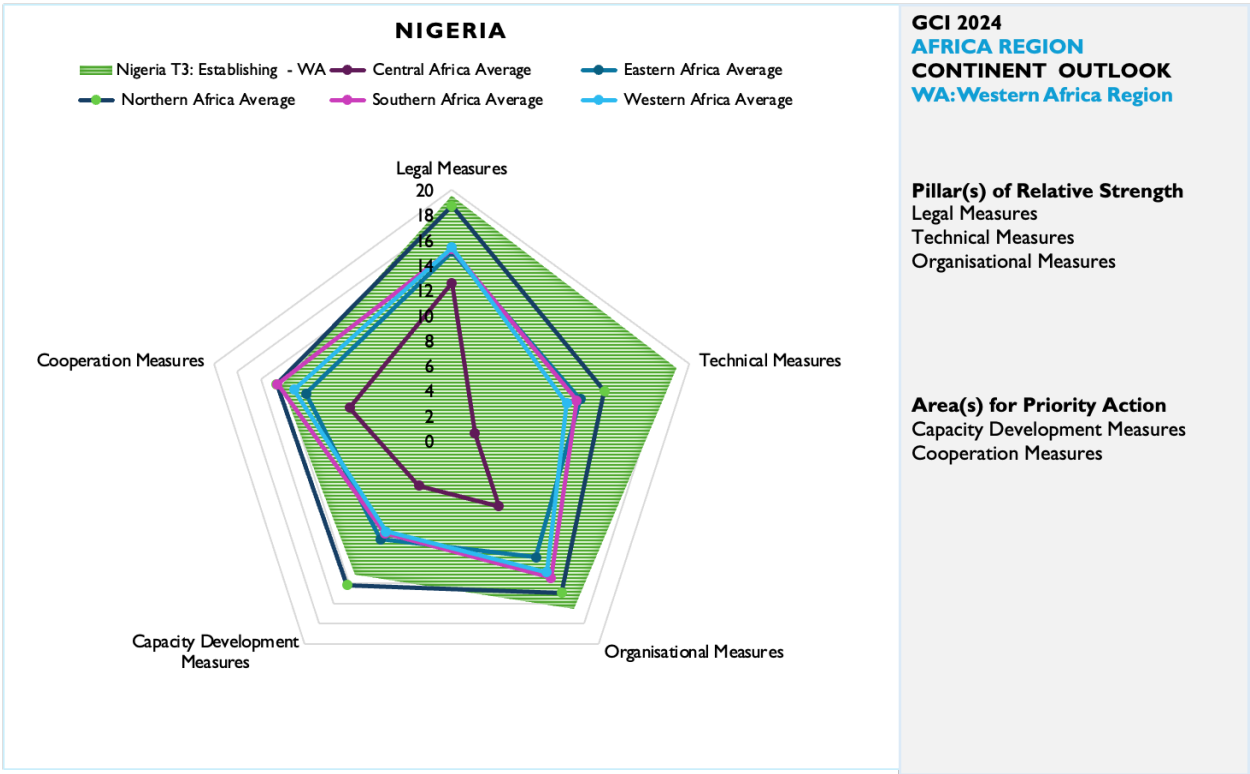 NIGERIA
Nigeria T3: Establishing - WA
Central Africa Average
Eastern Africa Average
Northern Africa Average
Southern Africa Average
Western Africa Average
Legal Measures
20
18
16
14
12
10
8
6
4
2
0
Technical Measures
Organisational Measures
Capacity Development
Measures
Cooperation Measures
GCI 2024
AFRICA REGION
CONTINENT OUTLOOK
WA: Western Africa Region
Pillar(s) of Relative Strength
Legal Measures
Technical Measures
Organisational Measures
Area(s) for Priority Action
Capacity Development Measures
Cooperation Measures